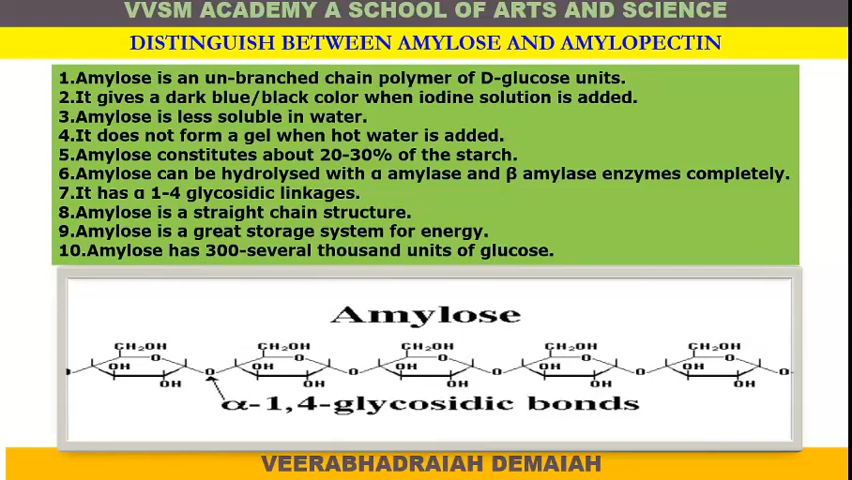 VVSM ACADEMY A SCHOOL OF ARTS AND SCIENCE
DISTINGUISH BETWEEN AMYLOSE AND AMYLOPECTIN
1.Amylose is an un-branched chain polymer of D-glucose units.
2.It gives a dark blue/black color when iodine solution is added.
3.Amylose is less soluble in water.
4.It does not form a gel when hot water is added.
5.Amylose constitutes about 20-30% of the starch.
6.Amylose can be hydrolysed with α amylase and β amylase enzymes completely.
7.It has α 1-4 glycosidic linkages.
8.Amylose is a straight chain structure.
9.Amylose is a great storage system for energy.
10.Amylose has 300-several thousand units of glucose.
Amylose
CH₂OH CH₂OH CH₂OH CH₂OH CH₂OH
O O O O O
O OH O OH O OH O OH O OH O
OH OH OH OH OH
α-1,4-glycosidic bonds
VEERABHADRAIAH DEMAIAH